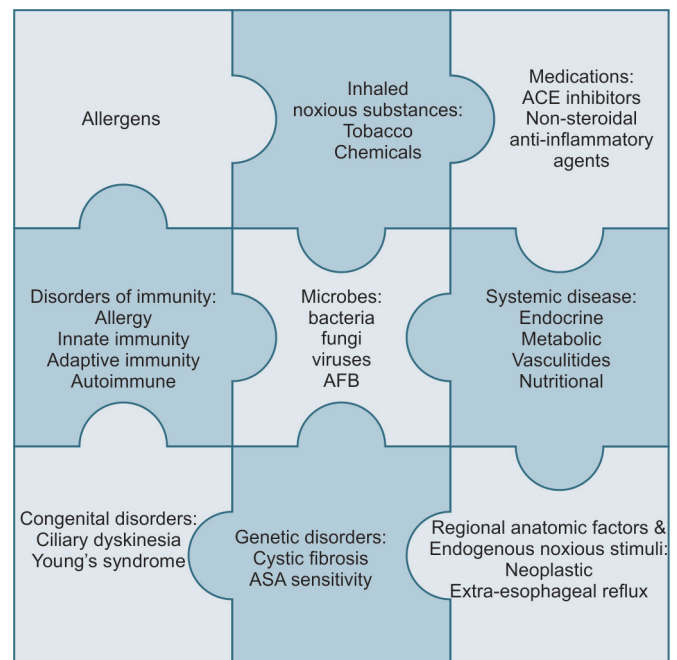 Allergens
Inhaled
noxious substances:
Tobacco
Chemicals
Medications:
ACE inhibitors
Non-steroidal
anti-inflammatory
agents
Disorders of immunity:
Allergy
Innate immunity
Adaptive immunity
Autoimmune
Microbes:
bacteria
fungi
viruses
AFB
Systemic disease:
Endocrine
Metabolic
Vasculitides
Nutritional
Congenital disorders:
Ciliary dyskinesia
Young's syndrome
Genetic disorders:
Cystic fibrosis
ASA sensitivity
Regional anatomic factors &
Endogenous noxious stimuli:
Neoplastic
Extra-esophageal reflux